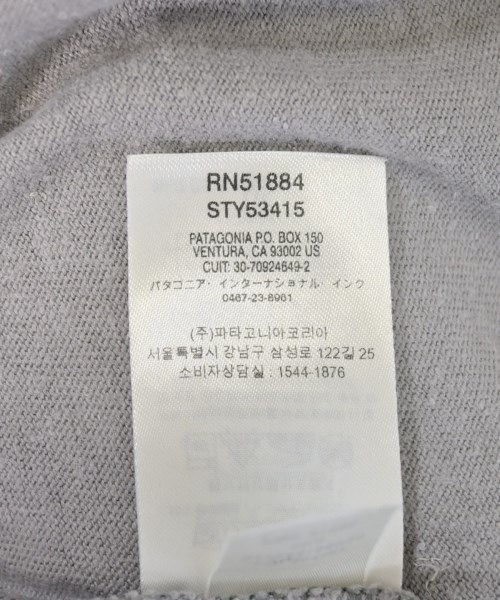 RN51884
STY53415
PATAGONIA P.O. BOX 150
VENTURA, CA 93002 US
CUIT: 30-70924649-2
パタゴニア・インターナショナル・インク
0467-23-8961
(주)파타고니아코리아
서울특별시 강남구 삼성로 122길 25
소비자상담실 : 1544-1876